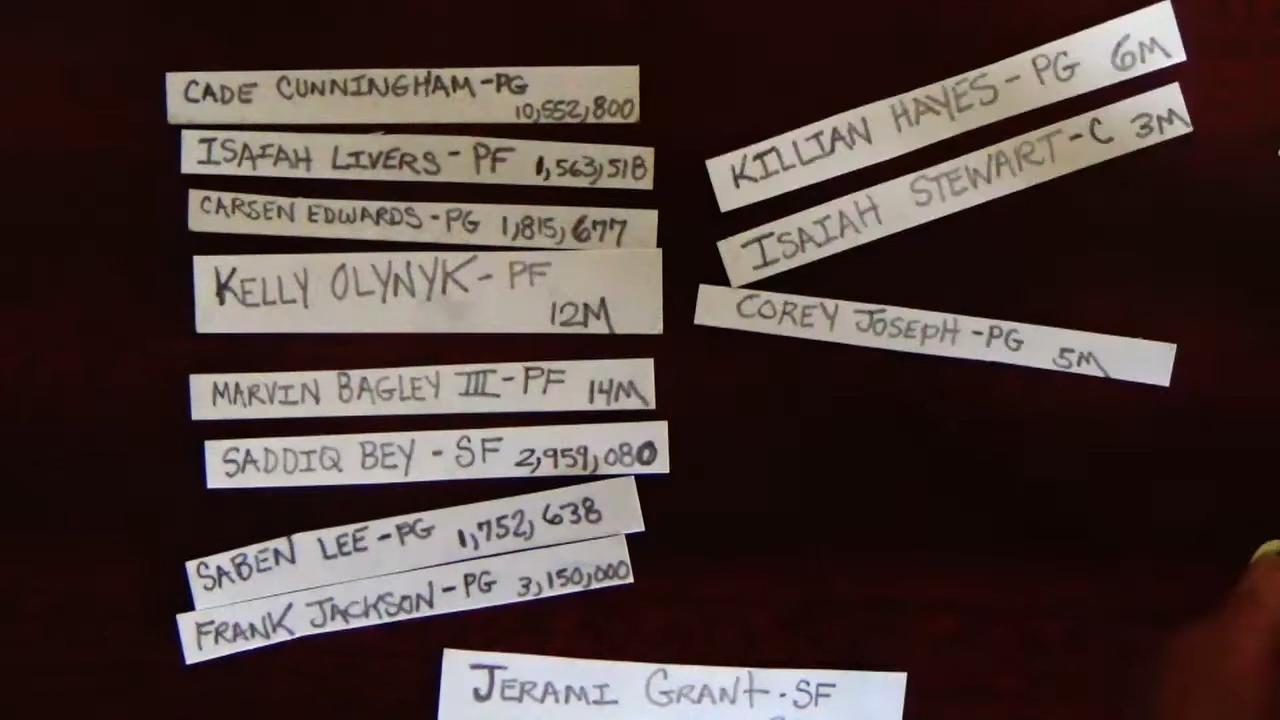 CADE CUNNINGHAM-PG
10,552,800
ISAIAH LIVERS - PF 1,563,518
CARSEN EDWARDS-PG 1,815,677
KELLY OLYNYK- PF
12M
MARVIN BAGLEY III-PF 14M
SADDIQ BEY - SF 2,959,080
SABEN LEE-PG 1,752,638
FRANK JACKSON-PG 3,150,000
KILLIAN HAYES-PG 6M
ISAIAH STEWART-C 3M
COREY JOSEPH-PG 5M
JERAMI GRANT-SF